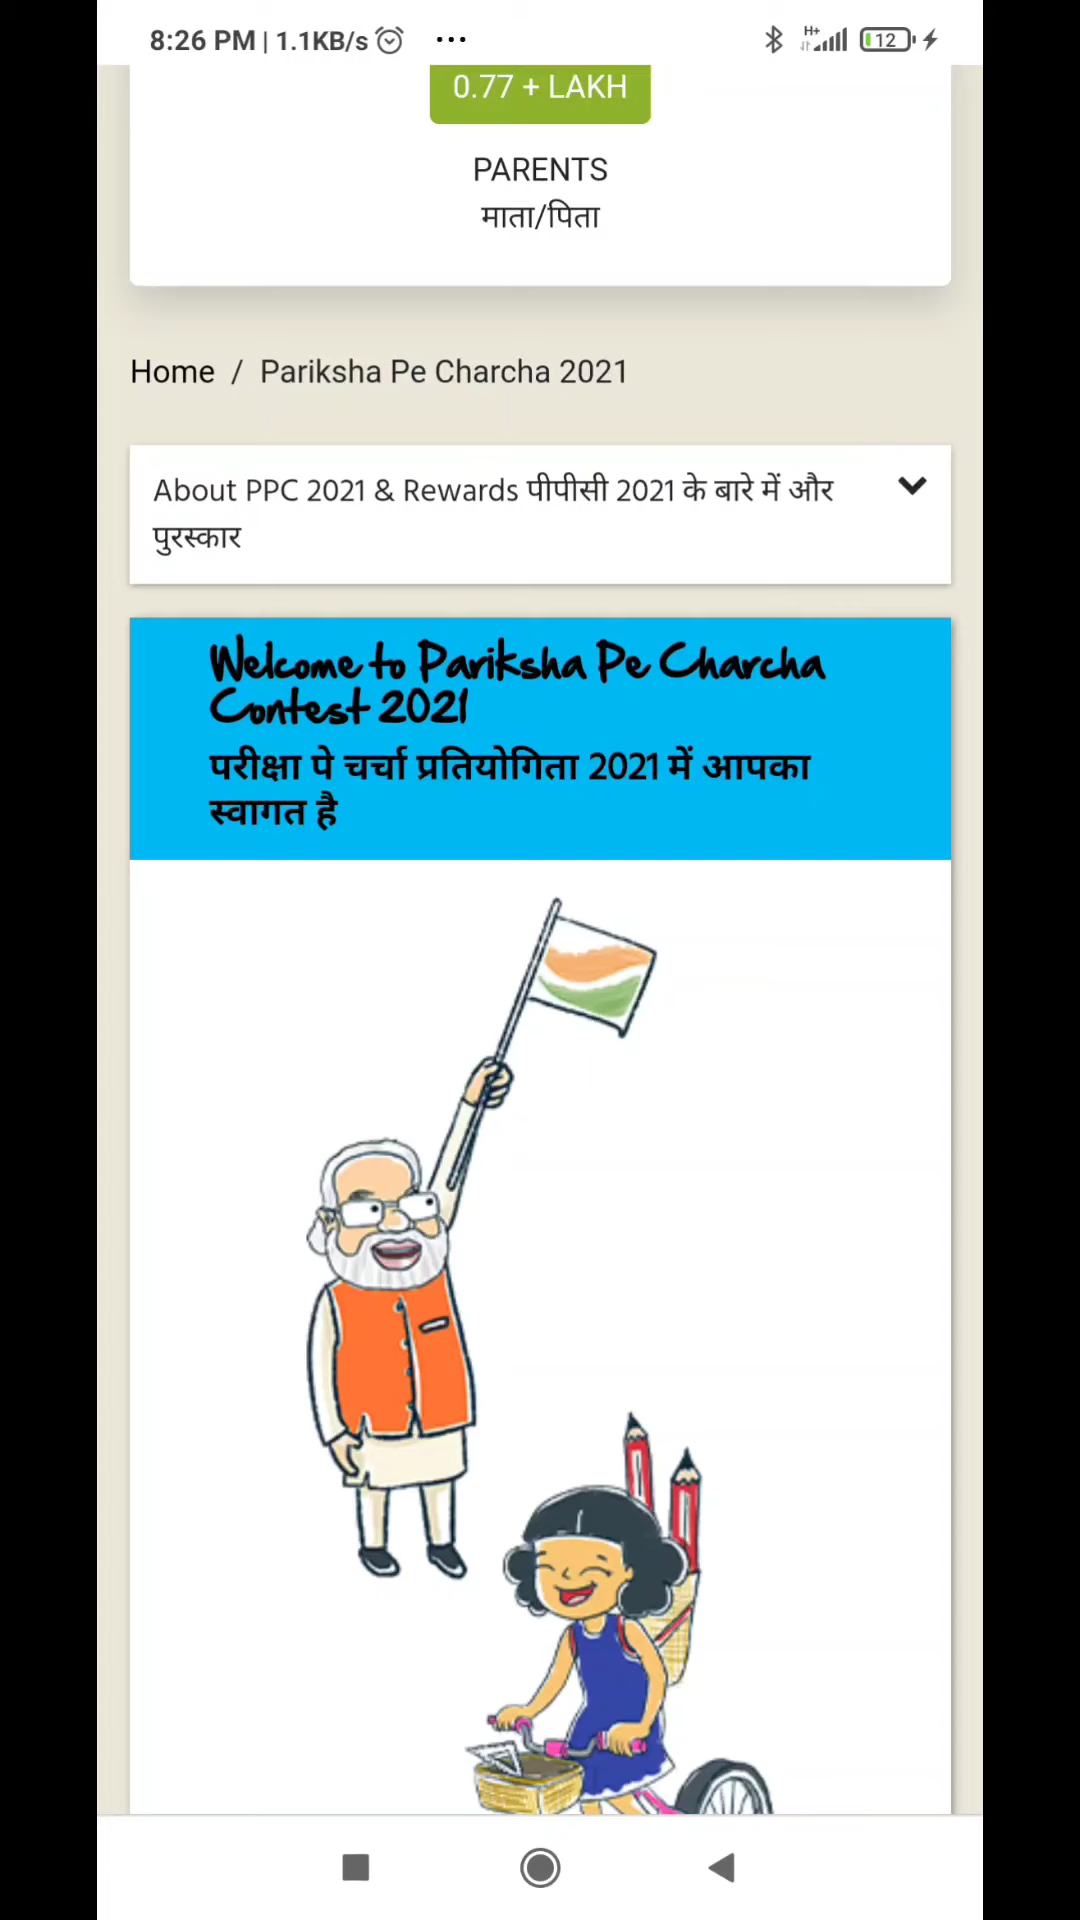 8:26 PM | 1.1KB/s ...
H+ 12
0.77 + LAKH
PARENTS
माता/पिता
Home / Pariksha Pe Charcha 2021
About PPC 2021 & Rewards पीपीसी 2021 के बारे में और
पुरस्कार
Welcome to Pariksha Pe Charcha
Contest 2021
परीक्षा पे चर्चा प्रतियोगिता 2021 में आपका
स्वागत है